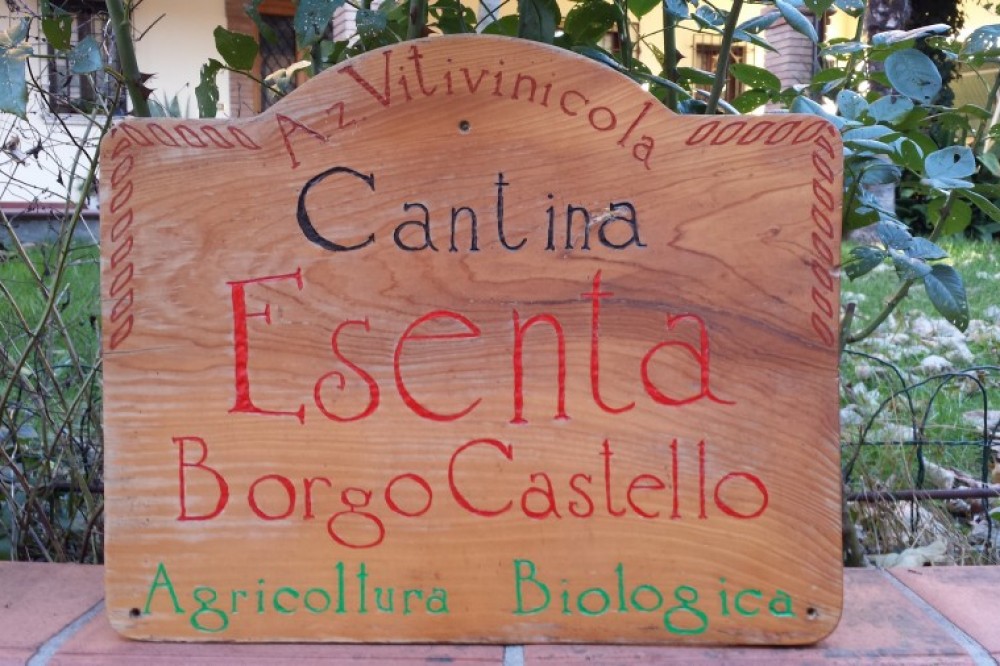 Az. Vitivinicola
Cantina
Esenta
Borgo Castello
Agricoltura Biologica